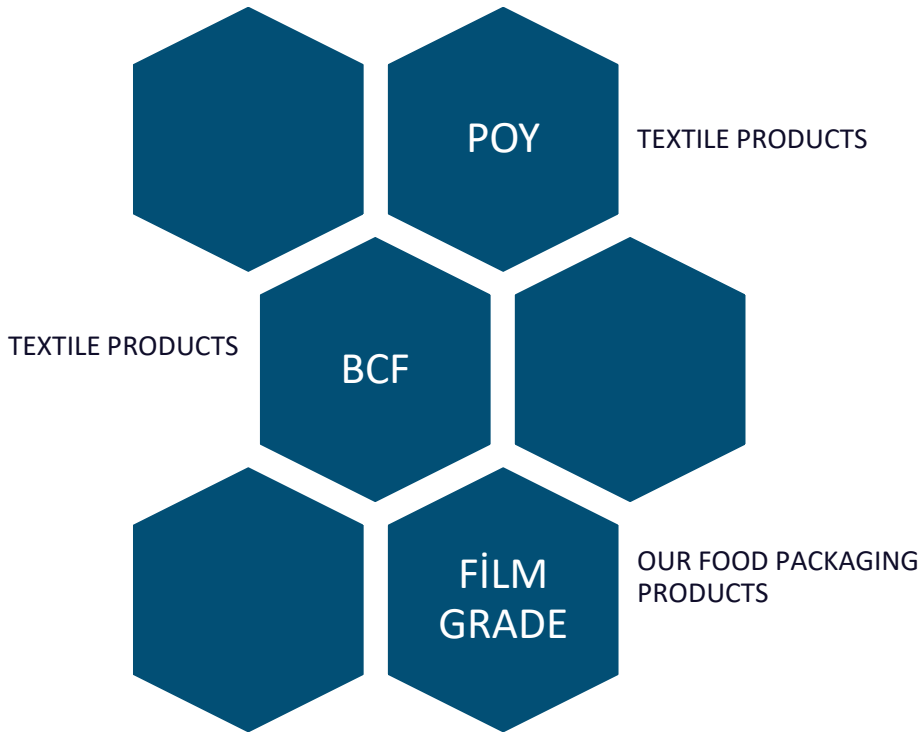 POY
TEXTILE PRODUCTS
TEXTILE PRODUCTS
BCF
FİLM
GRADE
OUR FOOD PACKAGING
PRODUCTS